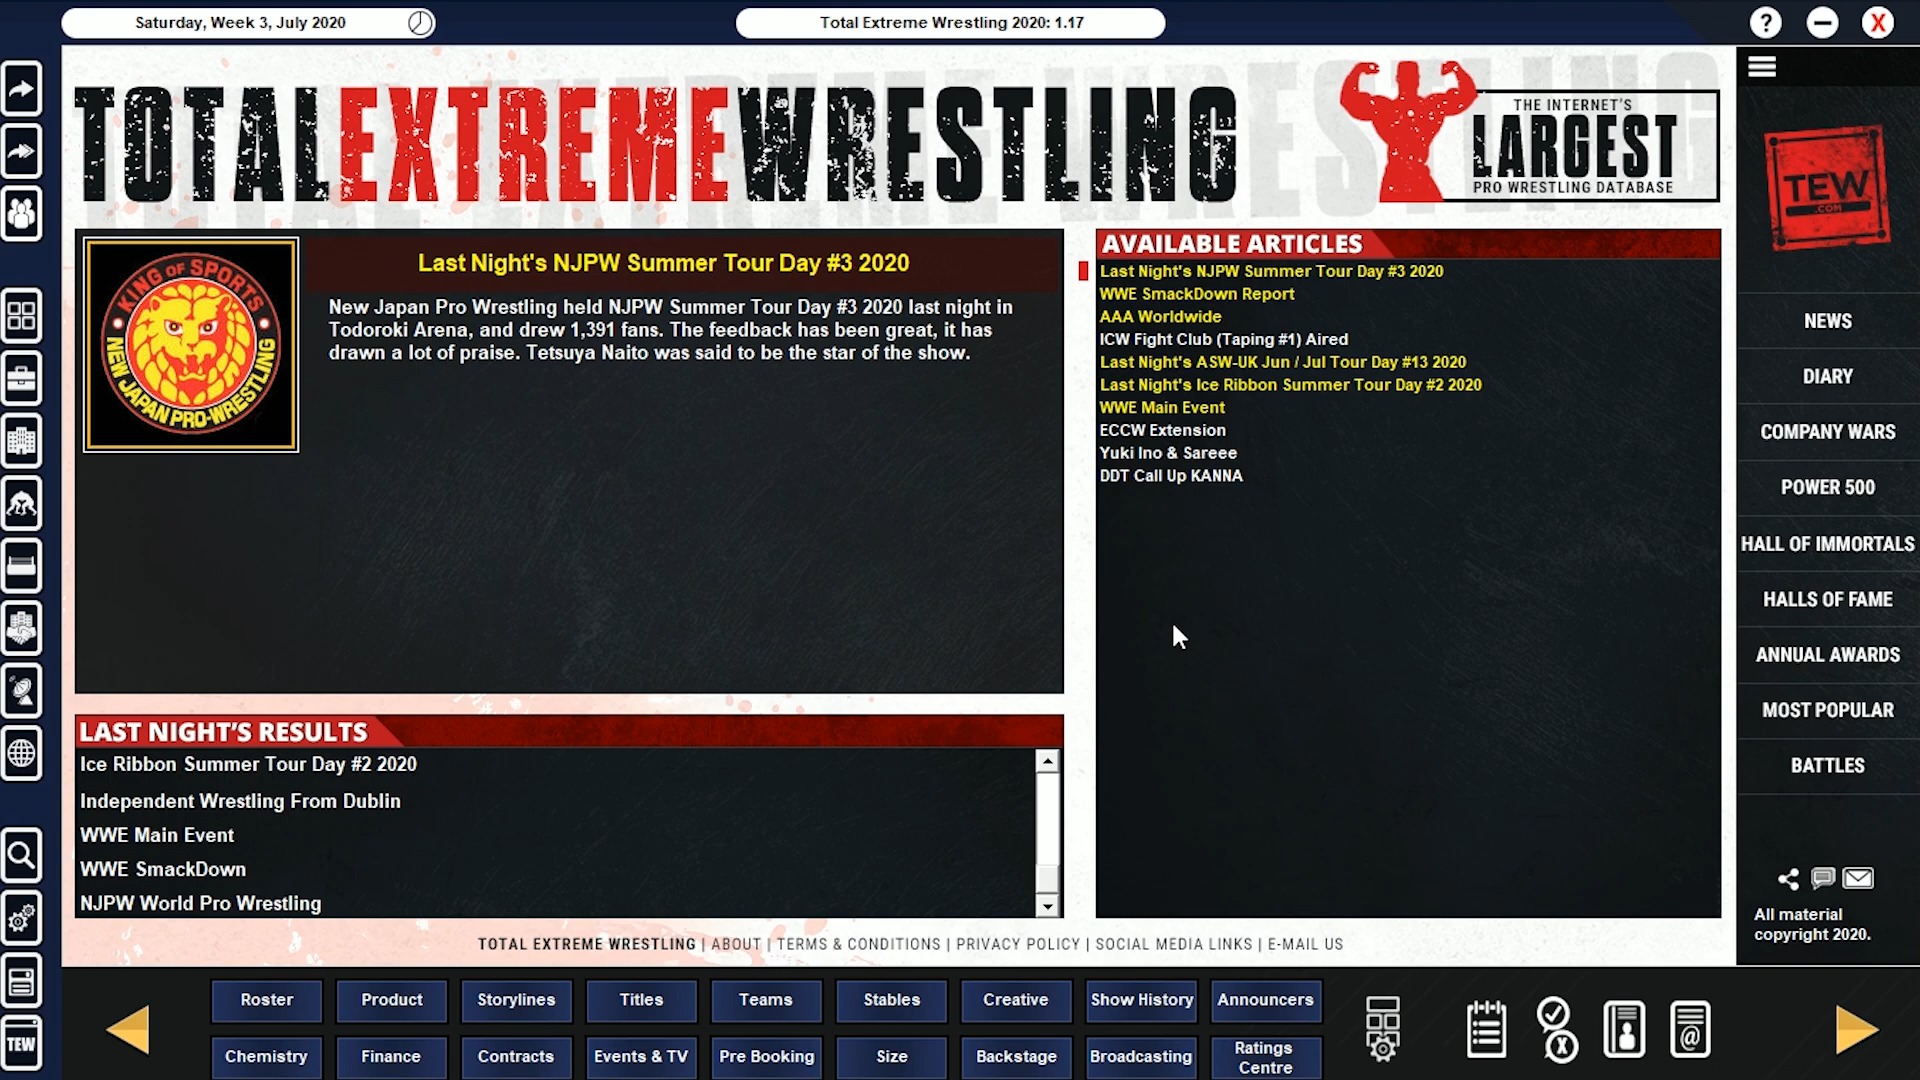 Saturday, Week 3, July 2020
Total Extreme Wrestling 2020: 1.17
?
X
TOTALEXTREMEWRESTLING
THE INTERNET'S
LARGEST
PRO WRESTLING DATABASE
TEW
.COM
KING OF SPORTS
NEW JAPAN PRO-WRESTLING
Last Night's NJPW Summer Tour Day #3 2020
New Japan Pro Wrestling held NJPW Summer Tour Day #3 2020 last night in
Todoroki Arena, and drew 1,391 fans. The feedback has been great, it has
drawn a lot of praise. Tetsuya Naito was said to be the star of the show.
AVAILABLE ARTICLES
Last Night's NJPW Summer Tour Day #3 2020
WWE SmackDown Report
AAA Worldwide
ICW Fight Club (Taping #1) Aired
Last Night's ASW-UK Jun / Jul Tour Day #13 2020
Last Night's Ice Ribbon Summer Tour Day #2 2020
WWE Main Event
ECCW Extension
Yuki Ino & Sareee
DDT Call Up KANNA
NEWS
DIARY
COMPANY WARS
POWER 500
HALL OF IMMORTALS
HALLS OF FAME
ANNUAL AWARDS
MOST POPULAR
BATTLES
All material
copyright 2020.
LAST NIGHT'S RESULTS
Ice Ribbon Summer Tour Day #2 2020
Independent Wrestling From Dublin
WWE Main Event
WWE SmackDown
NJPW World Pro Wrestling
TOTAL EXTREME WRESTLING | ABOUT | TERMS & CONDITIONS | PRIVACY POLICY | SOCIAL MEDIA LINKS | E-MAIL US
TEW
Roster
Product
Storylines
Titles
Teams
Stables
Creative
Show History
Announcers
Chemistry
Finance
Contracts
Events & TV
Pre Booking
Size
Backstage
Broadcasting
Ratings
Centre